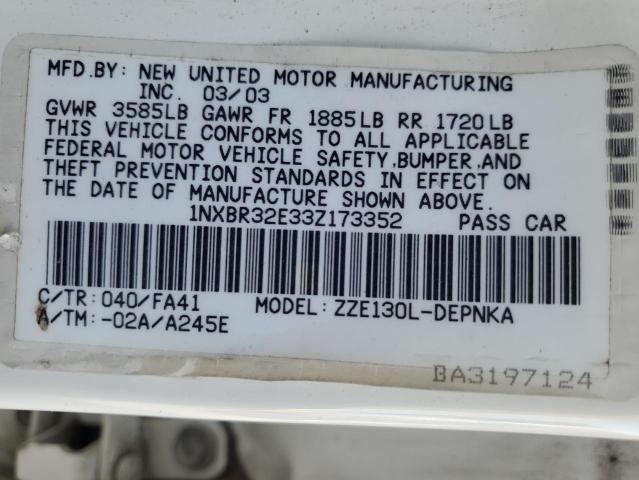 MFD.BY: NEW UNITED MOTOR MANUFACTURING
INC. 03/03
GVWR 3585LB GAWR FR 1885LB RR 1720LB
THIS VEHICLE CONFORMS TO ALL APPLICABLE
FEDERAL MOTOR VEHICLE SAFETY,BUMPER,AND
THEFT PREVENTION STANDARDS IN EFFECT ON
THE DATE OF MANUFACTURE SHOWN ABOVE.
1NXBR32E33Z173352 PASS CAR
C/TR: 040/FA41 MODEL: ZZE130L-DEPNKA
A/TM: -02A/A245E
BA3197124